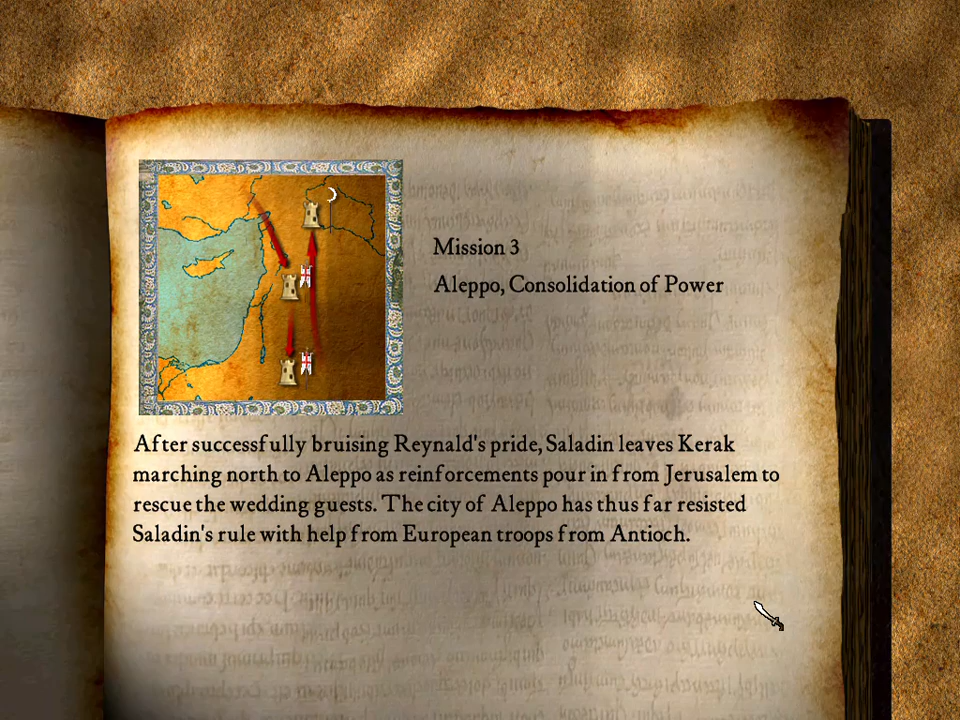 Mission 3
Aleppo, Consolidation of Power
After successfully bruising Reynald's pride, Saladin leaves Kerak
marching north to Aleppo as reinforcements pour in from Jerusalem to
rescue the wedding guests. The city of Aleppo has thus far resisted
Saladin's rule with help from European troops from Antioch.